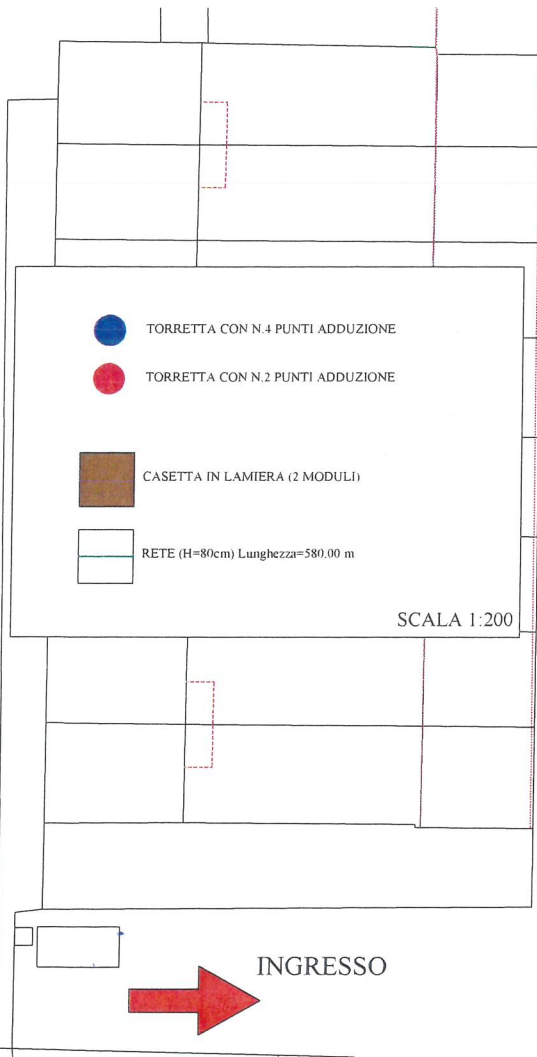 TORRETTA CON N.4 PUNTI ADDUZIONE
TORRETTA CON N.2 PUNTI ADDUZIONE
CASETTA IN LAMIERA (2 MODULI)
RETE (H=80cm) Lunghezza=580.00 m
SCALA 1:200
INGRESSO